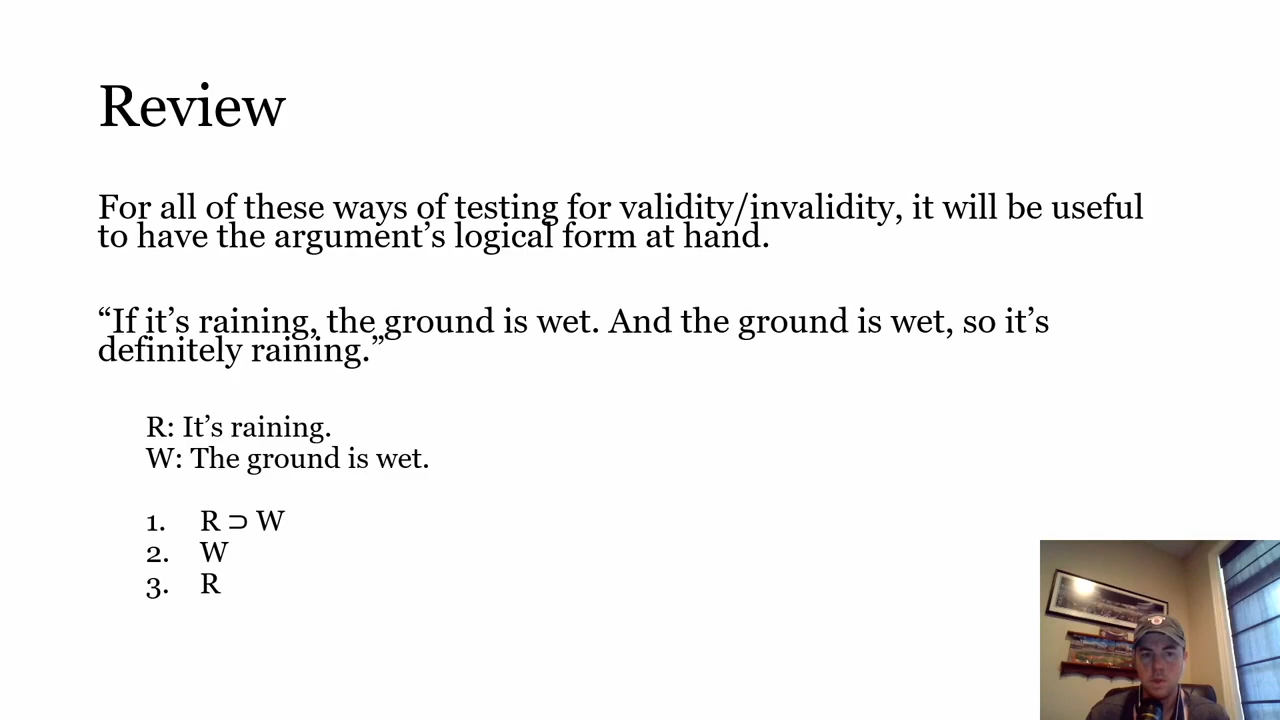 Review
For all of these ways of testing for validity/invalidity, it will be useful
to have the argument’s logical form at hand.
“If it’s raining, the ground is wet. And the ground is wet, so it’s
definitely raining.”
R: It’s raining.
W: The ground is wet.
1. R ⊃ W
2. W
3. R